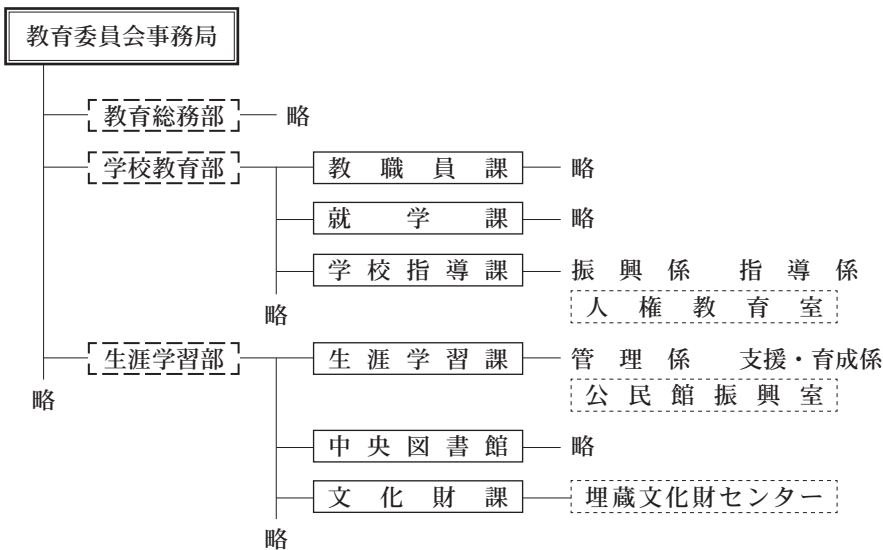 教育委員会事務局
教育総務部 略
学校教育部 教職員課 略
就学課 略
学校指導課 振興係 指導係
人権教育室
略
生涯学習部 生涯学習課 管理係 支援・育成係
公民館振興室
略
中央図書館 略
文化財課 埋蔵文化財センター
略